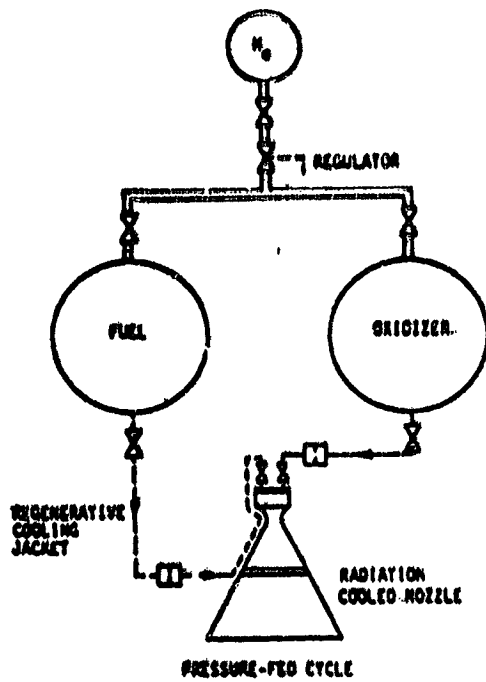 He
REGULATOR
FUEL
OXIDIZER
REGENERATIVE
COOLING
JACKET
RADIATION
COOLED NOZZLE
PRESSURE-FED CYCLE